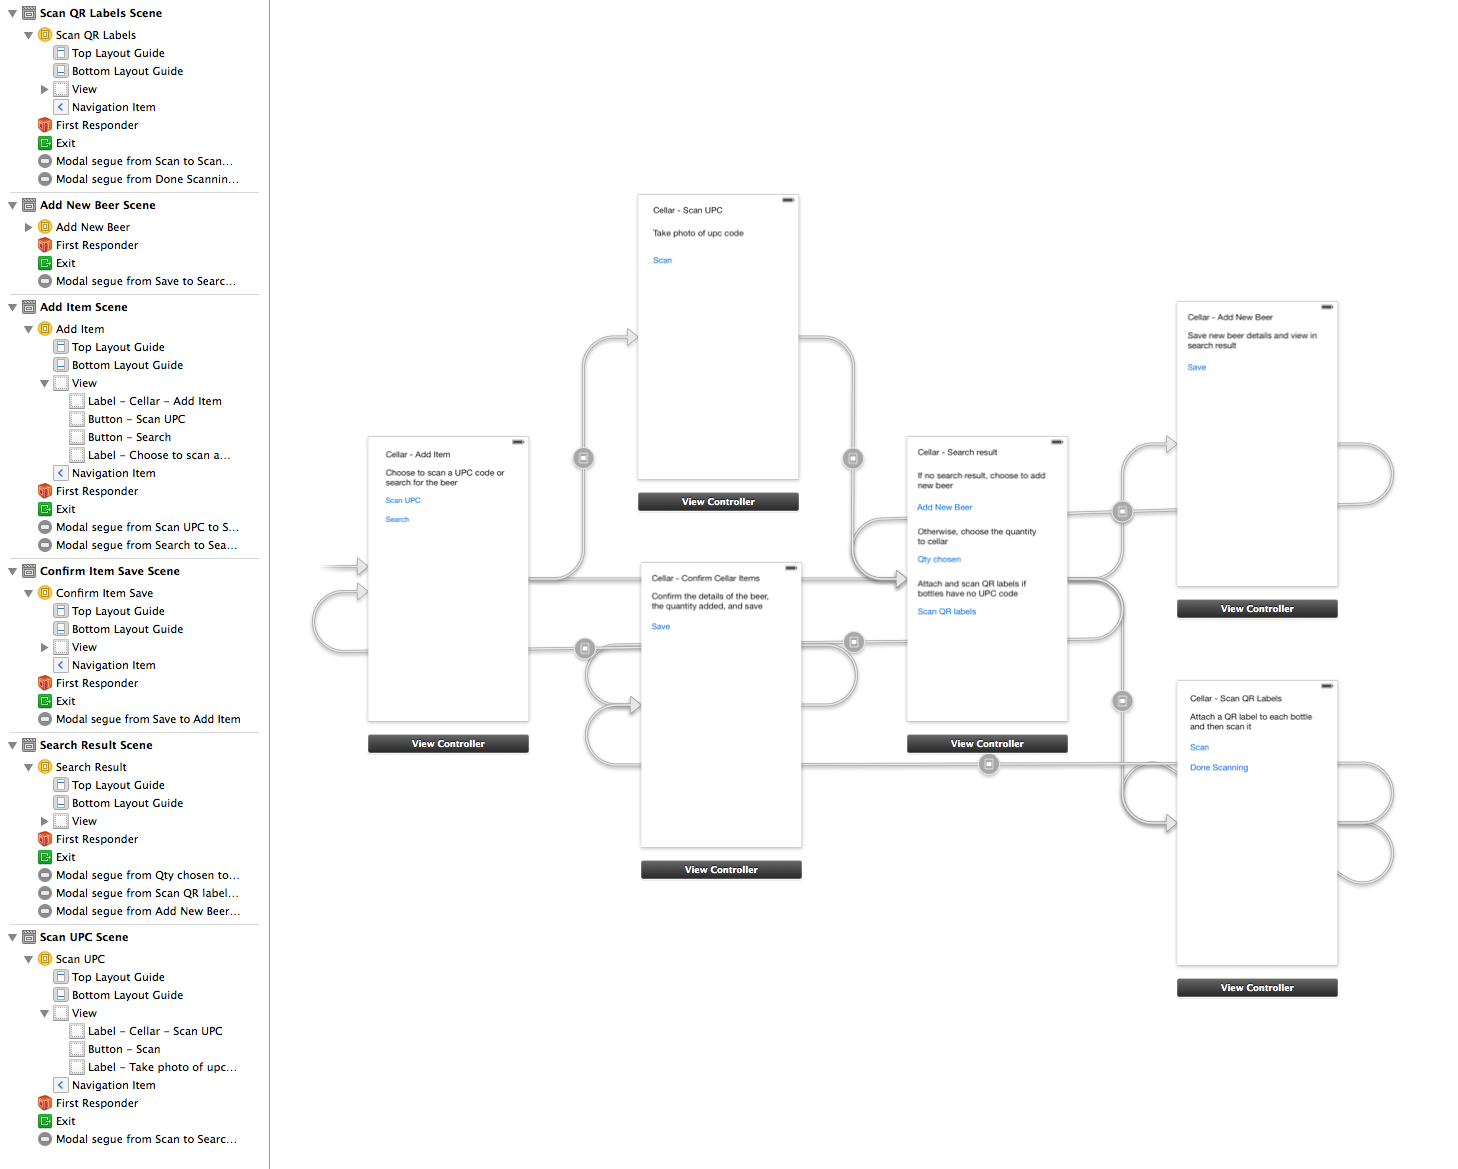 Scan QR Labels Scene
Scan QR Labels
Top Layout Guide
Bottom Layout Guide
View
Navigation Item
First Responder
Exit
Modal segue from Scan to Scan...
Modal segue from Done Scannin...
Add New Beer Scene
Add New Beer
First Responder
Exit
Modal segue from Save to Searc...
Add Item Scene
Add Item
Top Layout Guide
Bottom Layout Guide
View
Label – Cellar – Add Item
Button – Scan UPC
Button – Search
Label – Choose to scan a...
Navigation Item
First Responder
Exit
Modal segue from Scan UPC to S...
Modal segue from Search to Sea...
Confirm Item Save Scene
Confirm Item Save
Top Layout Guide
Bottom Layout Guide
View
Navigation Item
First Responder
Exit
Modal segue from Save to Add Item
Search Result Scene
Search Result
Top Layout Guide
Bottom Layout Guide
View
First Responder
Exit
Modal segue from Qty chosen to...
Modal segue from Scan QR label...
Modal segue from Add New Beer...
Scan UPC Scene
Scan UPC
Top Layout Guide
Bottom Layout Guide
View
Label – Cellar – Scan UPC
Button – Scan
Label – Take photo of upc...
Navigation Item
First Responder
Exit
Modal segue from Scan to Searc...
Cellar - Add Item
Choose to scan a UPC code or
search for the beer
Scan UPC
Search
View Controller
Cellar - Scan UPC
Take photo of upc code
Scan
View Controller
Cellar - Confirm Cellar Items
Confirm the details of the beer,
the quantity added, and save
Save
View Controller
Cellar - Search result
If no search result, choose to add
new beer
Add New Beer
Otherwise, choose the quantity
to cellar
Qty chosen
Attach and scan QR labels if
bottles have no UPC code
Scan QR labels
View Controller
Cellar - Add New Beer
Save new beer details and view in
search result
Save
View Controller
Cellar - Scan QR Labels
Attach a QR label to each bottle
and then scan it
Scan
Done Scanning
View Controller